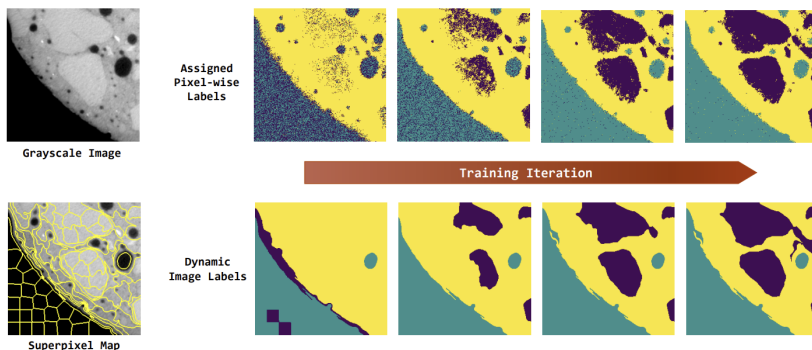 Grayscale Image
Assigned
Pixel-wise
Labels
Training Iteration
Superpixel Map
Dynamic
Image Labels